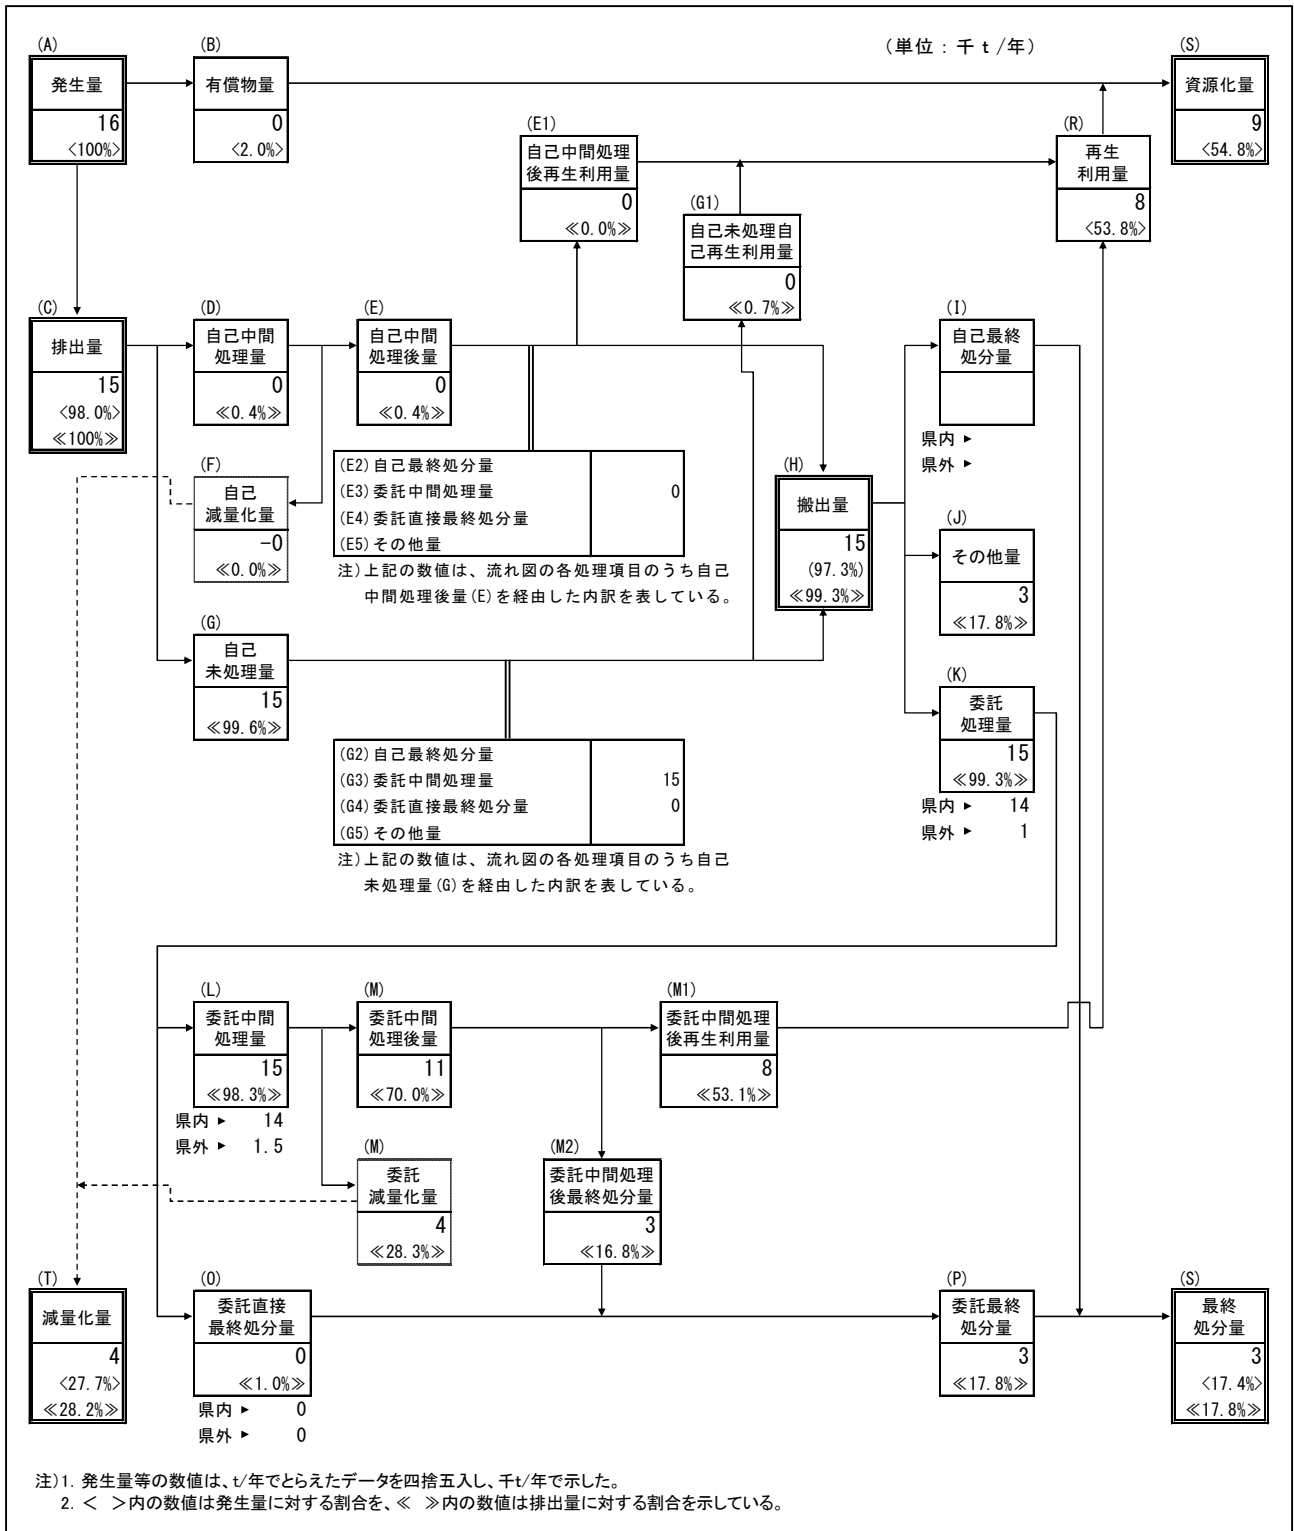 (単位：千ｔ/年)
(A)
発生量
16
<100%>
(B)
有償物量
0
<2.0%>
(S)
資源化量
9
<54.8%>
(E1)
自己中間処理
後再生利用量
0
≪0.0%≫
(G1)
自己未処理自
己再生利用量
0
≪0.7%≫
(R)
再生
利用量
8
<53.8%>
(C)
排出量
15
<98.0%>
≪100%≫
(D)
自己中間
処理量
0
≪0.4%≫
(E)
自己中間
処理後量
0
≪0.4%≫
(I)
自己最終
処分量
県内 ►
県外 ►
(F)
自己
減量化量
-0
≪0.0%≫
(E2)自己最終処分量
(E3)委託中間処理量 0
(E4)委託直接最終処分量
(E5)その他量
注)上記の数値は、流れ図の各処理項目のうち自己
中間処理後量(E)を経由した内訳を表している。
(H)
搬出量
15
(97.3%)
≪99.3%≫
(J)
その他量
3
≪17.8%≫
(G)
自己
未処理量
15
≪99.6%≫
(G2)自己最終処分量
(G3)委託中間処理量 15
(G4)委託直接最終処分量 0
(G5)その他量
注)上記の数値は、流れ図の各処理項目のうち自己
未処理量(G)を経由した内訳を表している。
(K)
委託
処理量
15
≪99.3%≫
県内 ► 14
県外 ► 1
(L)
委託中間
処理量
15
≪98.3%≫
県内 ► 14
県外 ► 1.5
(M)
委託中間
処理後量
11
≪70.0%≫
(M1)
委託中間処理
後再生利用量
8
≪53.1%≫
(M)
委託
減量化量
4
≪28.3%≫
(M2)
委託中間処理
後最終処分量
3
≪16.8%≫
(T)
減量化量
4
<27.7%>
≪28.2%≫
(O)
委託直接
最終処分量
0
≪1.0%≫
県内 ► 0
県外 ► 0
(P)
委託最終
処分量
3
≪17.8%≫
(S)
最終
処分量
3
<17.4%>
≪17.8%≫
注)1. 発生量等の数値は、t/年でとらえたデータを四捨五入し、千t/年で示した。
2. ＜ ＞内の数値は発生量に対する割合を、≪ ≫内の数値は排出量に対する割合を示している。